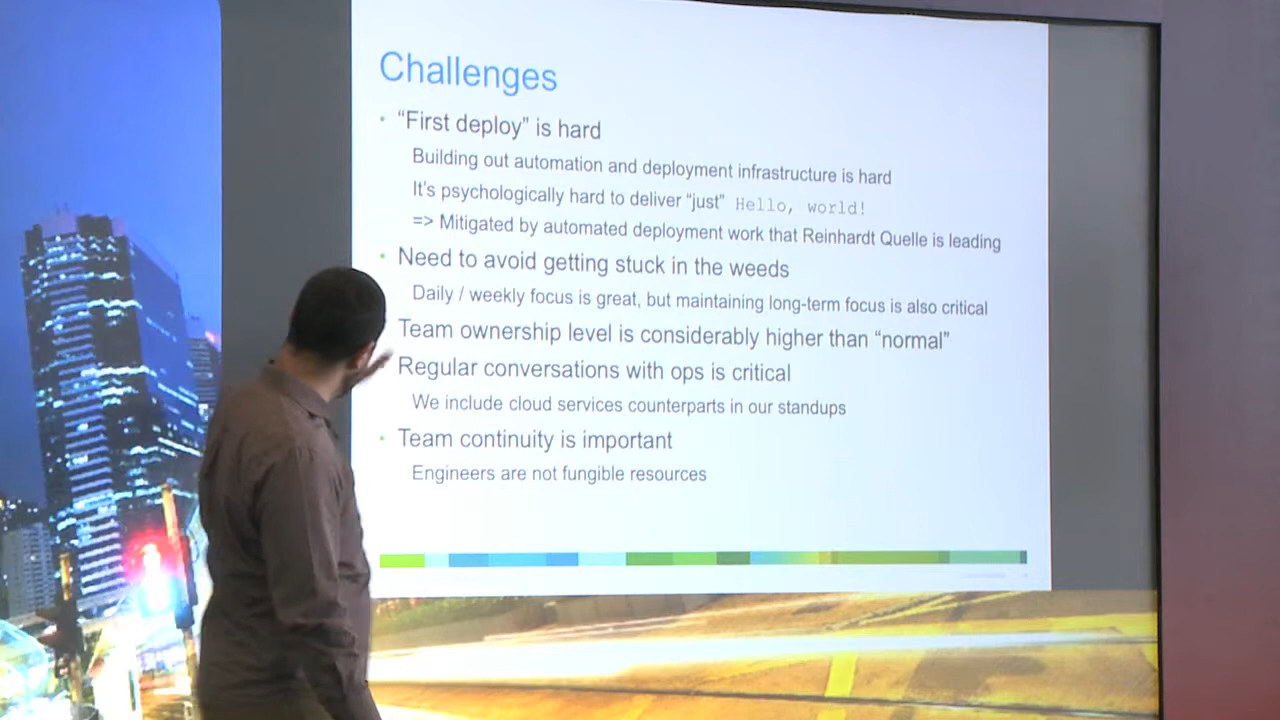 Challenges
• “First deploy” is hard
Building out automation and deployment infrastructure is hard
It's psychologically hard to deliver “just” Hello, world!
=> Mitigated by automated deployment work that Reinhardt Quelle is leading
• Need to avoid getting stuck in the weeds
Daily / weekly focus is great, but maintaining long-term focus is also critical
Team ownership level is considerably higher than “normal”
Regular conversations with ops is critical
We include cloud services counterparts in our standups
• Team continuity is important
Engineers are not fungible resources